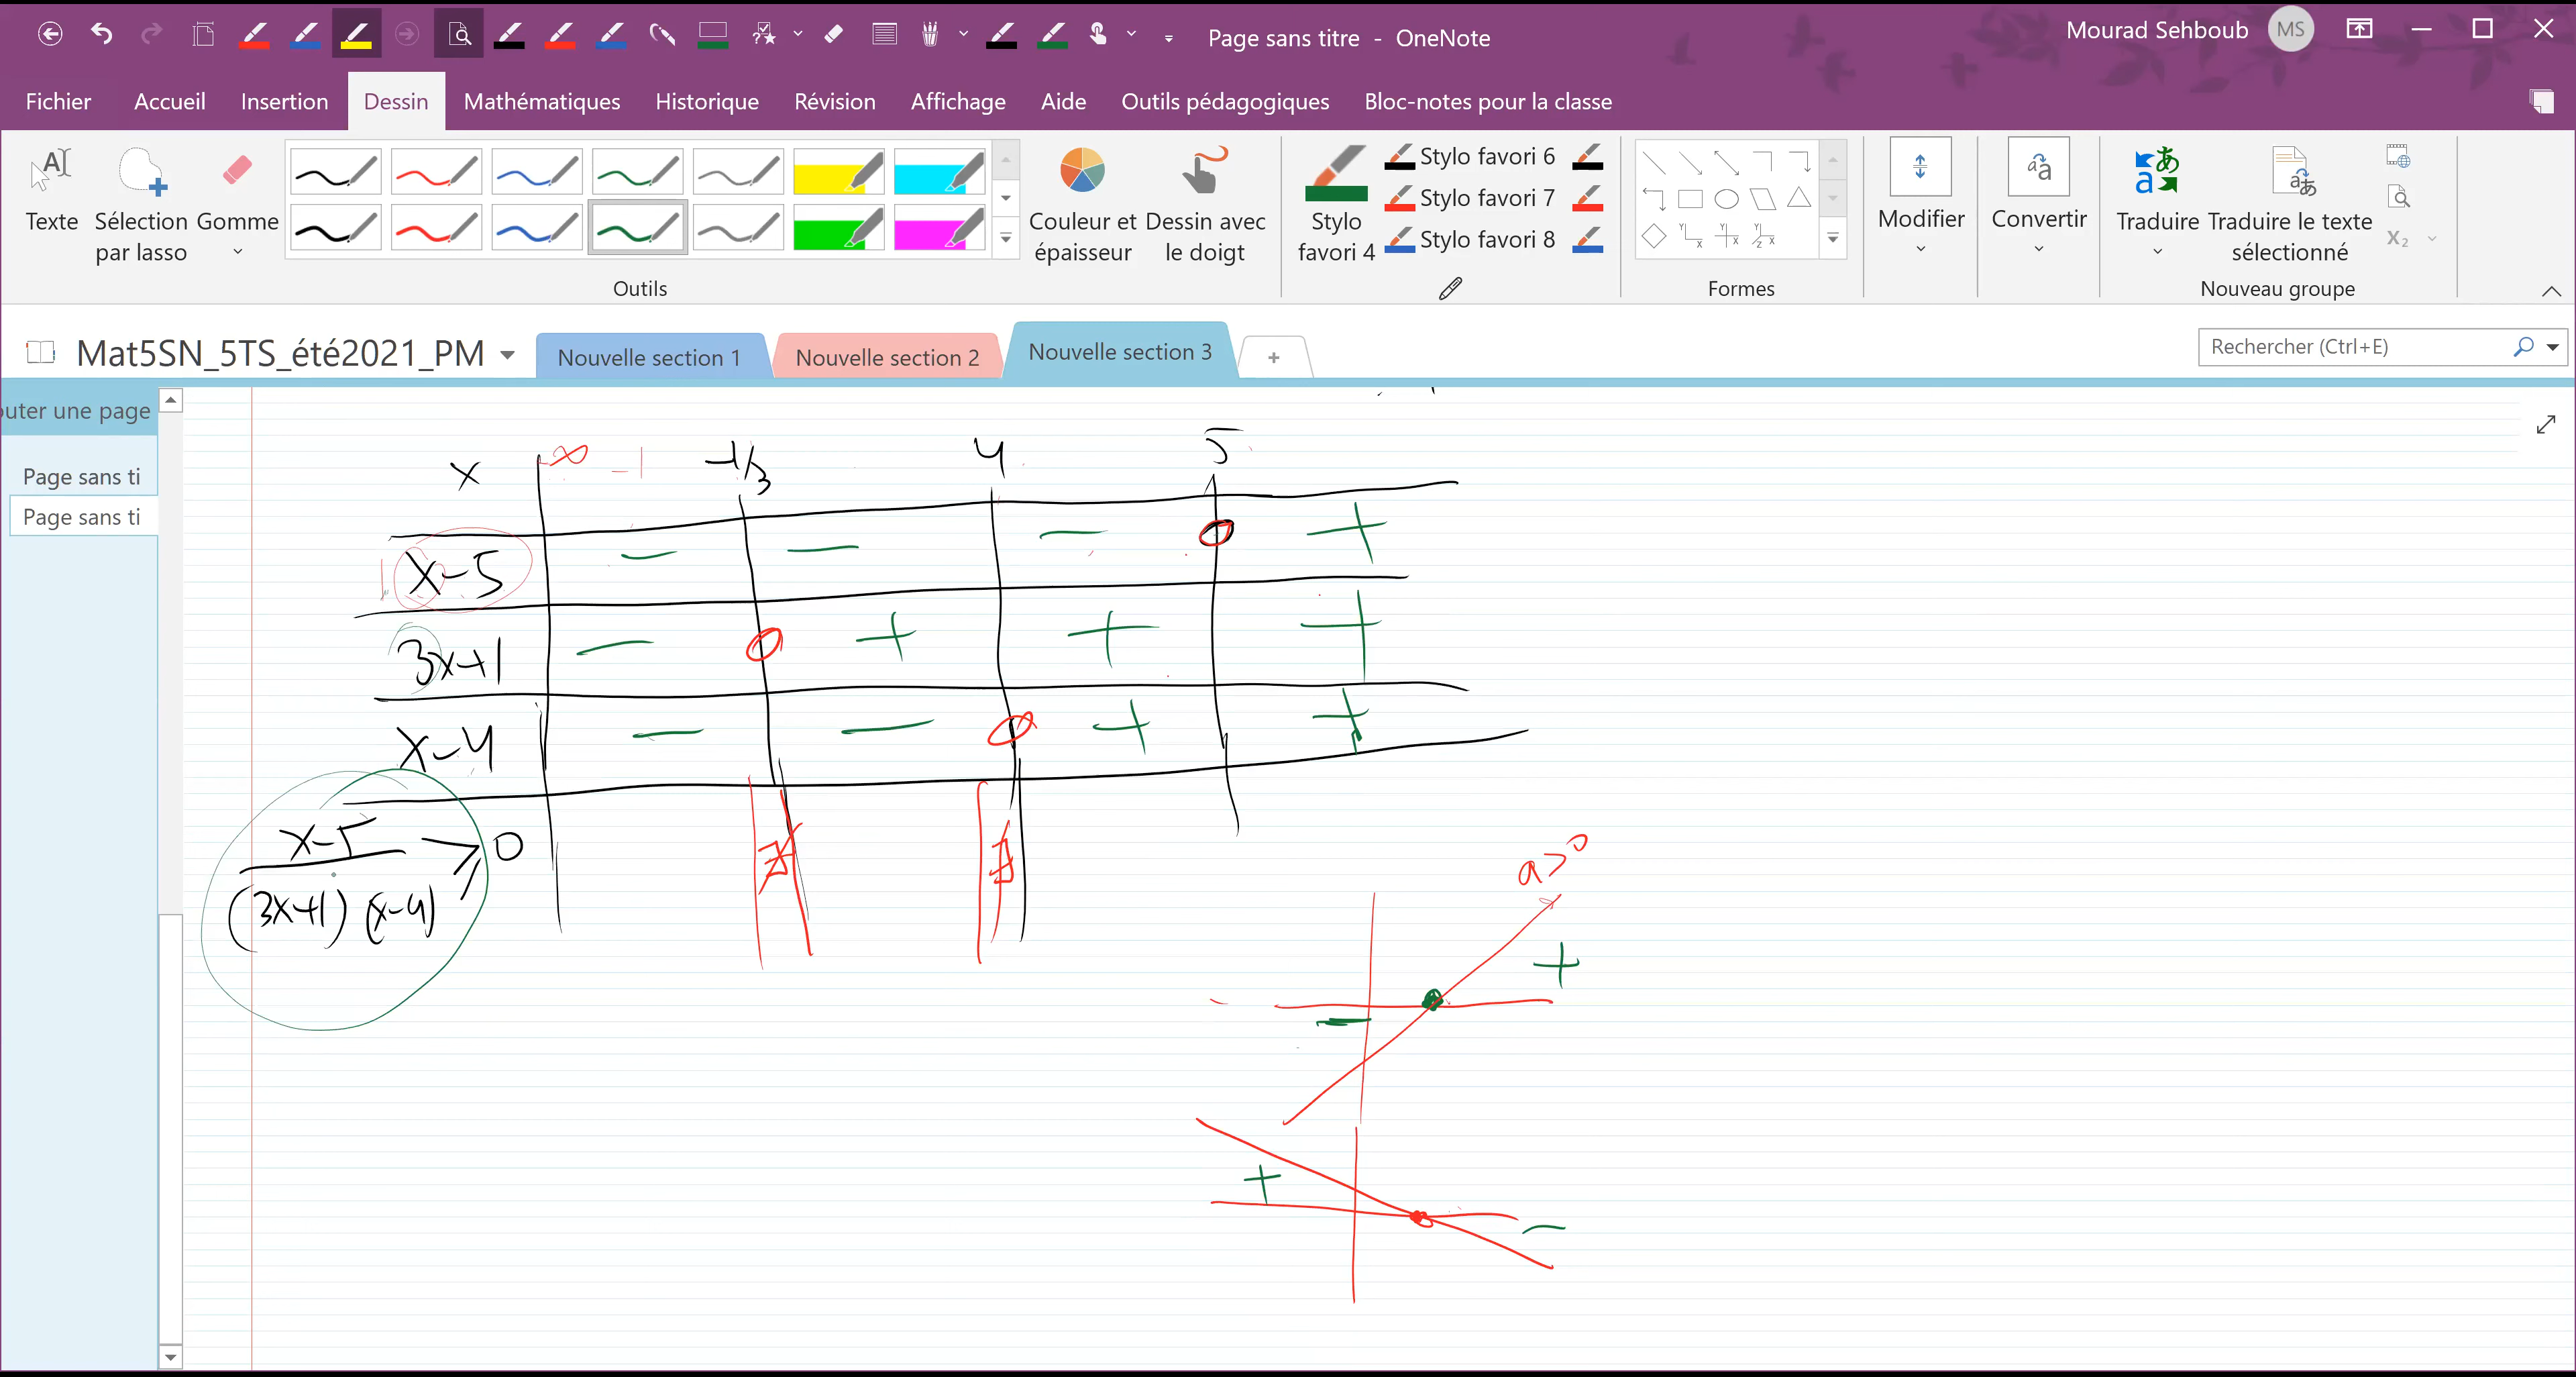 Page sans titre - OneNote
Mourad Sehboub MS
Fichier Accueil Insertion Dessin Mathématiques Historique Révision Affichage Aide Outils pédagogiques Bloc-notes pour la classe
Texte
Sélection par lasso
Gomme
Couleur et épaisseur
Dessin avec le doigt
Stylo favori 4
Stylo favori 6
Stylo favori 7
Stylo favori 8
Modifier
Convertir
Traduire
Traduire le texte sélectionné
Outils
Formes
Nouveau groupe
Mat5SN_5TS_été2021_PM
Nouvelle section 1
Nouvelle section 2
Nouvelle section 3
+
Rechercher (Ctrl+E)
outer une page
Page sans ti
Page sans ti
x -∞ -1 -1/3 4 5
x-5 - - - 0 +
3x+1 - 0 + + +
x-4 - - 0 + +
x-5 ≥ 0
(3x+1) (x-4)
∄ ∄
a>0
+
-
+
-